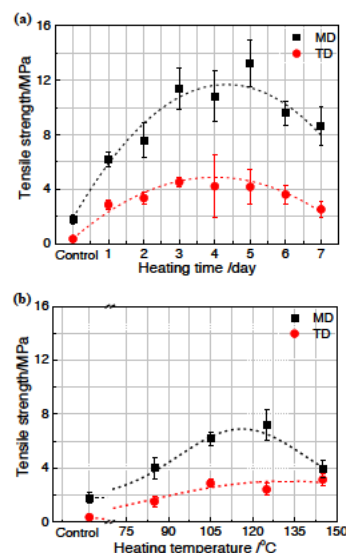 (a)
MD
TD
16
12
8
4
0
Tensile strength/MPa
Control 1 2 3 4 5 6 7
Heating time /day
(b)
MD
TD
16
12
8
4
0
Tensile strength/MPa
Control 75 90 105 120 135 150
Heating temperature /°C